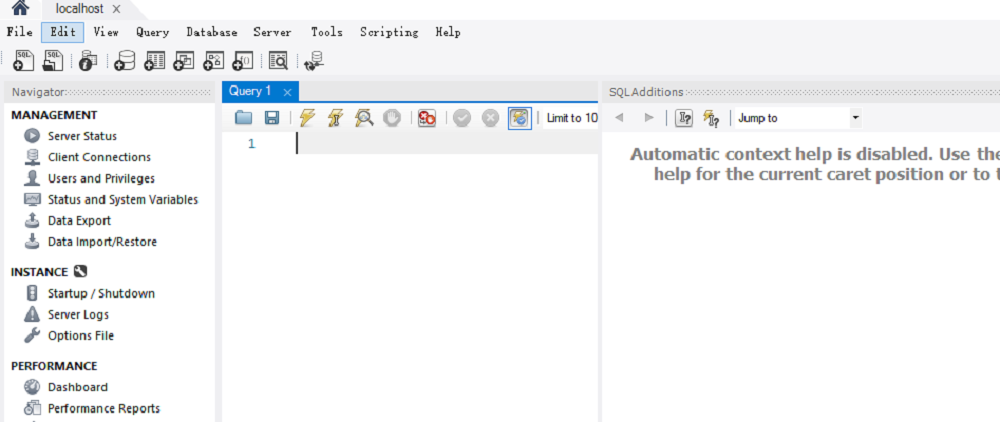 localhost
File Edit View Query Database Server Tools Scripting Help
SQL SQL
Navigator
MANAGEMENT
Server Status
Client Connections
Users and Privileges
Status and System Variables
Data Export
Data Import/Restore
INSTANCE
Startup / Shutdown
Server Logs
Options File
PERFORMANCE
Dashboard
Performance Reports
Query 1
Limit to 10
1
SQLAdditions
Jump to
Automatic context help is disabled. Use the
help for the current caret position or to t